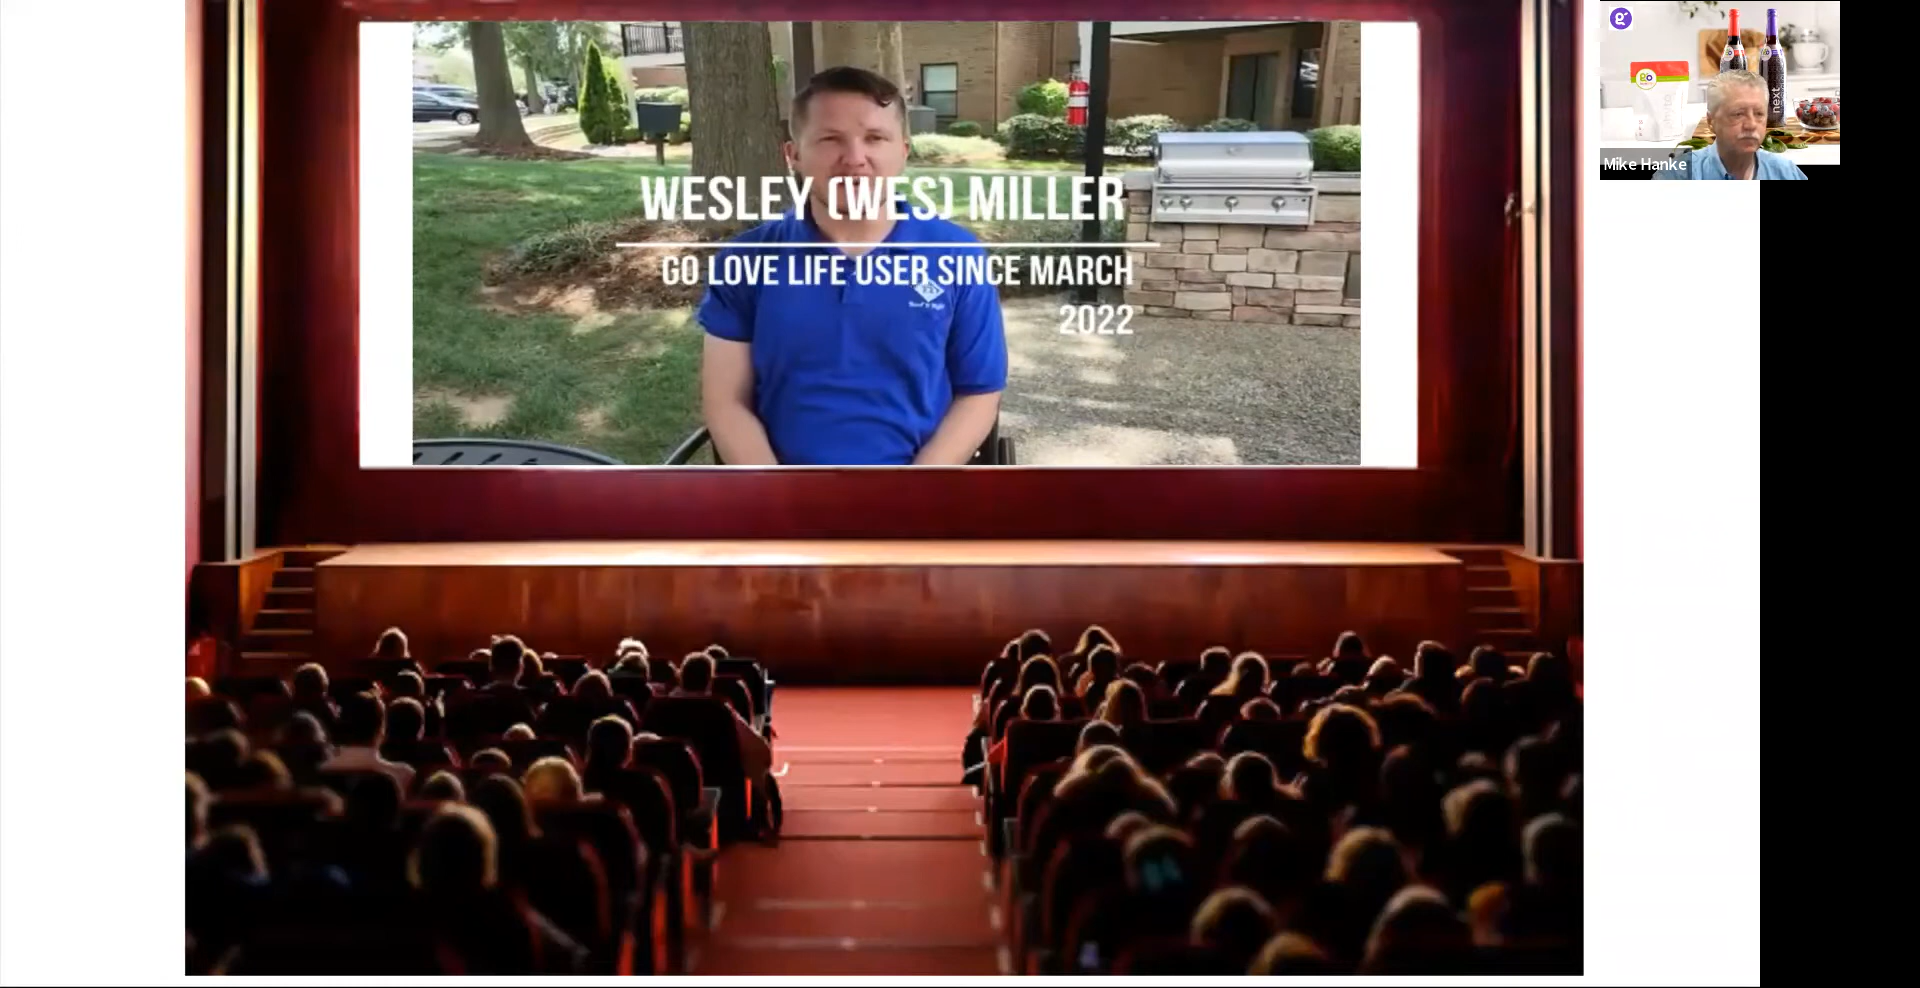 WESLEY (WES) MILLER
GO LOVE LIFE USER SINCE MARCH
2022
Mike Hanke
next